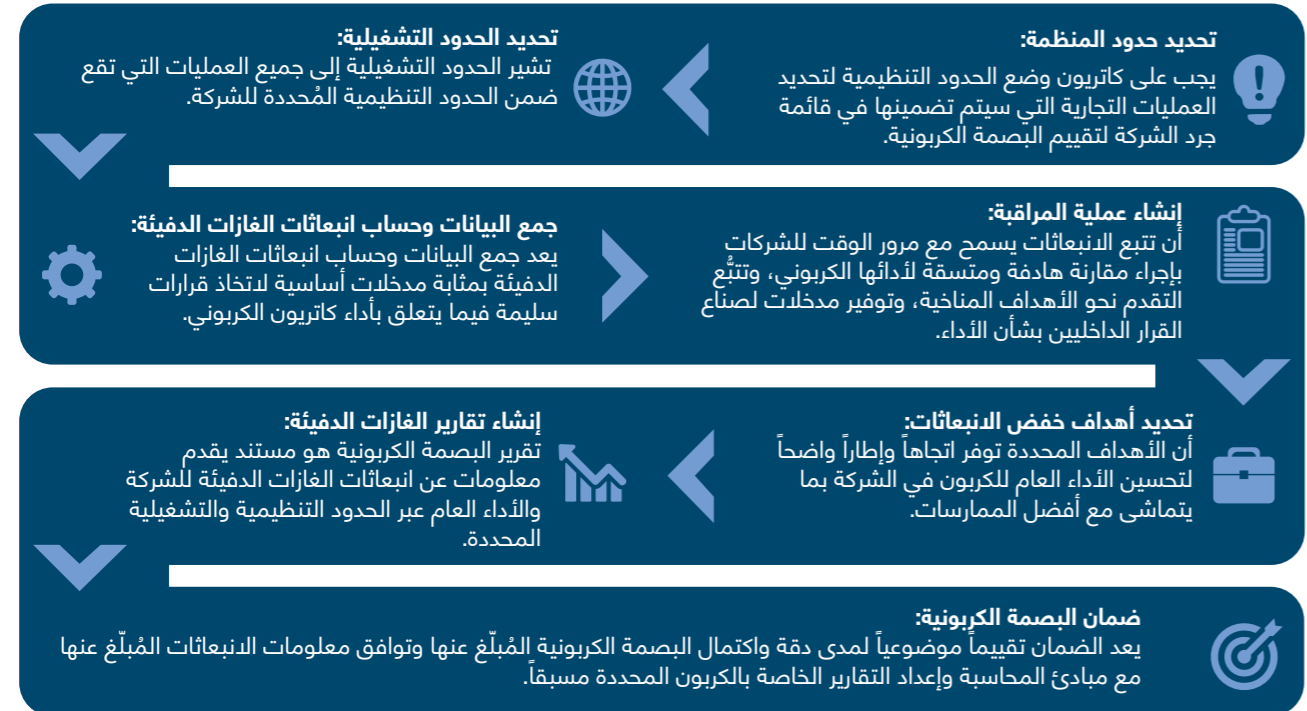 تحديد حدود المنظمة:
يجب على كاتريون وضع الحدود التنظيمية لتحديد
العمليات التجارية التي سيتم تضمينها في قائمة
جرد الشركة لتقييم البصمة الكربونية.
تحديد الحدود التشغيلية:
تشير الحدود التشغيلية إلى جميع العمليات التي تقع
ضمن الحدود التنظيمية المُحددة للشركة.
جمع البيانات وحساب انبعاثات الغازات الدفيئة:
يعد جمع البيانات وحساب انبعاثات الغازات
الدفيئة بمثابة مدخلات أساسية لاتخاذ قرارات
سليمة فيما يتعلق بأداء كاتريون الكربوني.
إنشاء عملية المراقبة:
أن تتبع الانبعاثات يسمح مع مرور الوقت للشركات
بإجراء مقارنة هادفة ومتسقة لأدائها الكربوني، وتتبُّع
التقدم نحو الأهداف المناخية، وتوفير مدخلات لصناع
القرار الداخليين بشأن الأداء.
تحديد أهداف خفض الانبعاثات:
أن الأهداف المحددة توفر اتجاهاً وإطاراً واضحاً
لتحسين الأداء العام للكربون في الشركة بما
يتماشى مع أفضل الممارسات.
إنشاء تقارير الغازات الدفيئة:
تقرير البصمة الكربونية هو مستند يقدم
معلومات عن انبعاثات الغازات الدفيئة للشركة
والأداء العام عبر الحدود التنظيمية والتشغيلية
المحددة.
ضمان البصمة الكربونية:
يعد الضمان تقييماً موضوعياً لمدى دقة واكتمال البصمة الكربونية المُبلّغ عنها وتوافق معلومات الانبعاثات المُبلّغ عنها
مع مبادئ المحاسبة وإعداد التقارير الخاصة بالكربون المحددة مسبقاً.